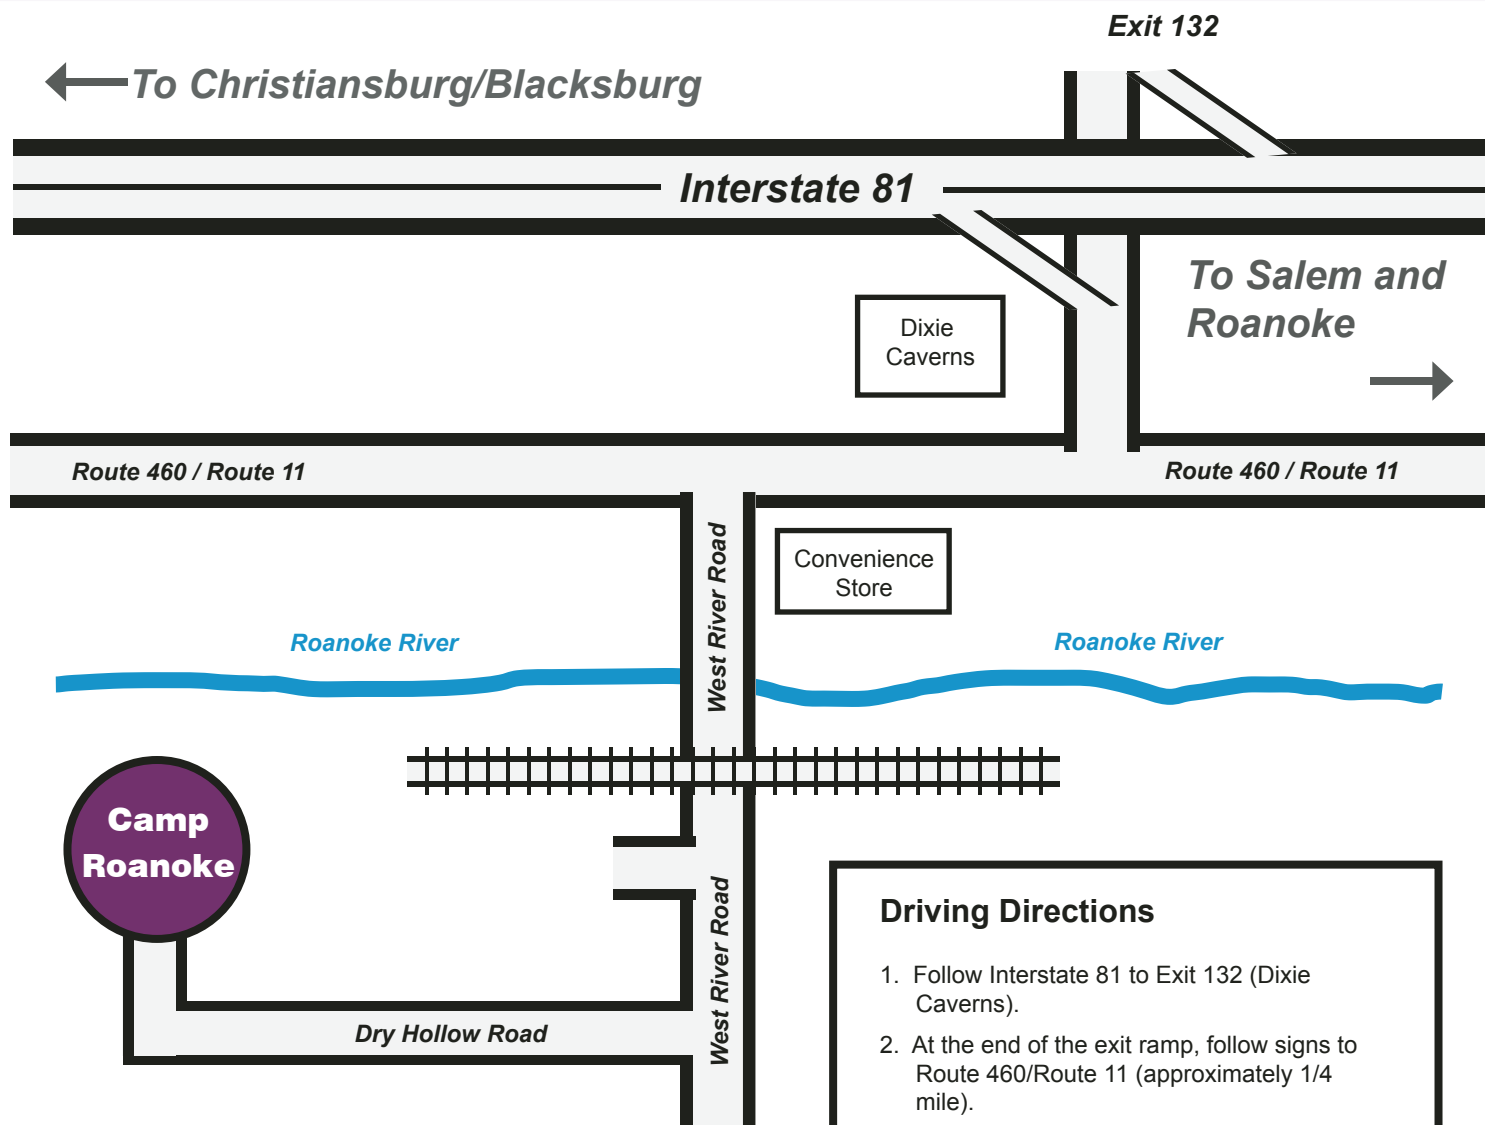 Exit 132
To Christiansburg/Blacksburg
Interstate 81
To Salem and
Roanoke
Dixie
Caverns
Route 460 / Route 11
Route 460 / Route 11
West River Road
Convenience
Store
Roanoke River
Roanoke River
Camp
Roanoke
West River Road
Dry Hollow Road
Driving Directions
1. Follow Interstate 81 to Exit 132 (Dixie
Caverns).
2. At the end of the exit ramp, follow signs to
Route 460/Route 11 (approximately 1/4
mile).